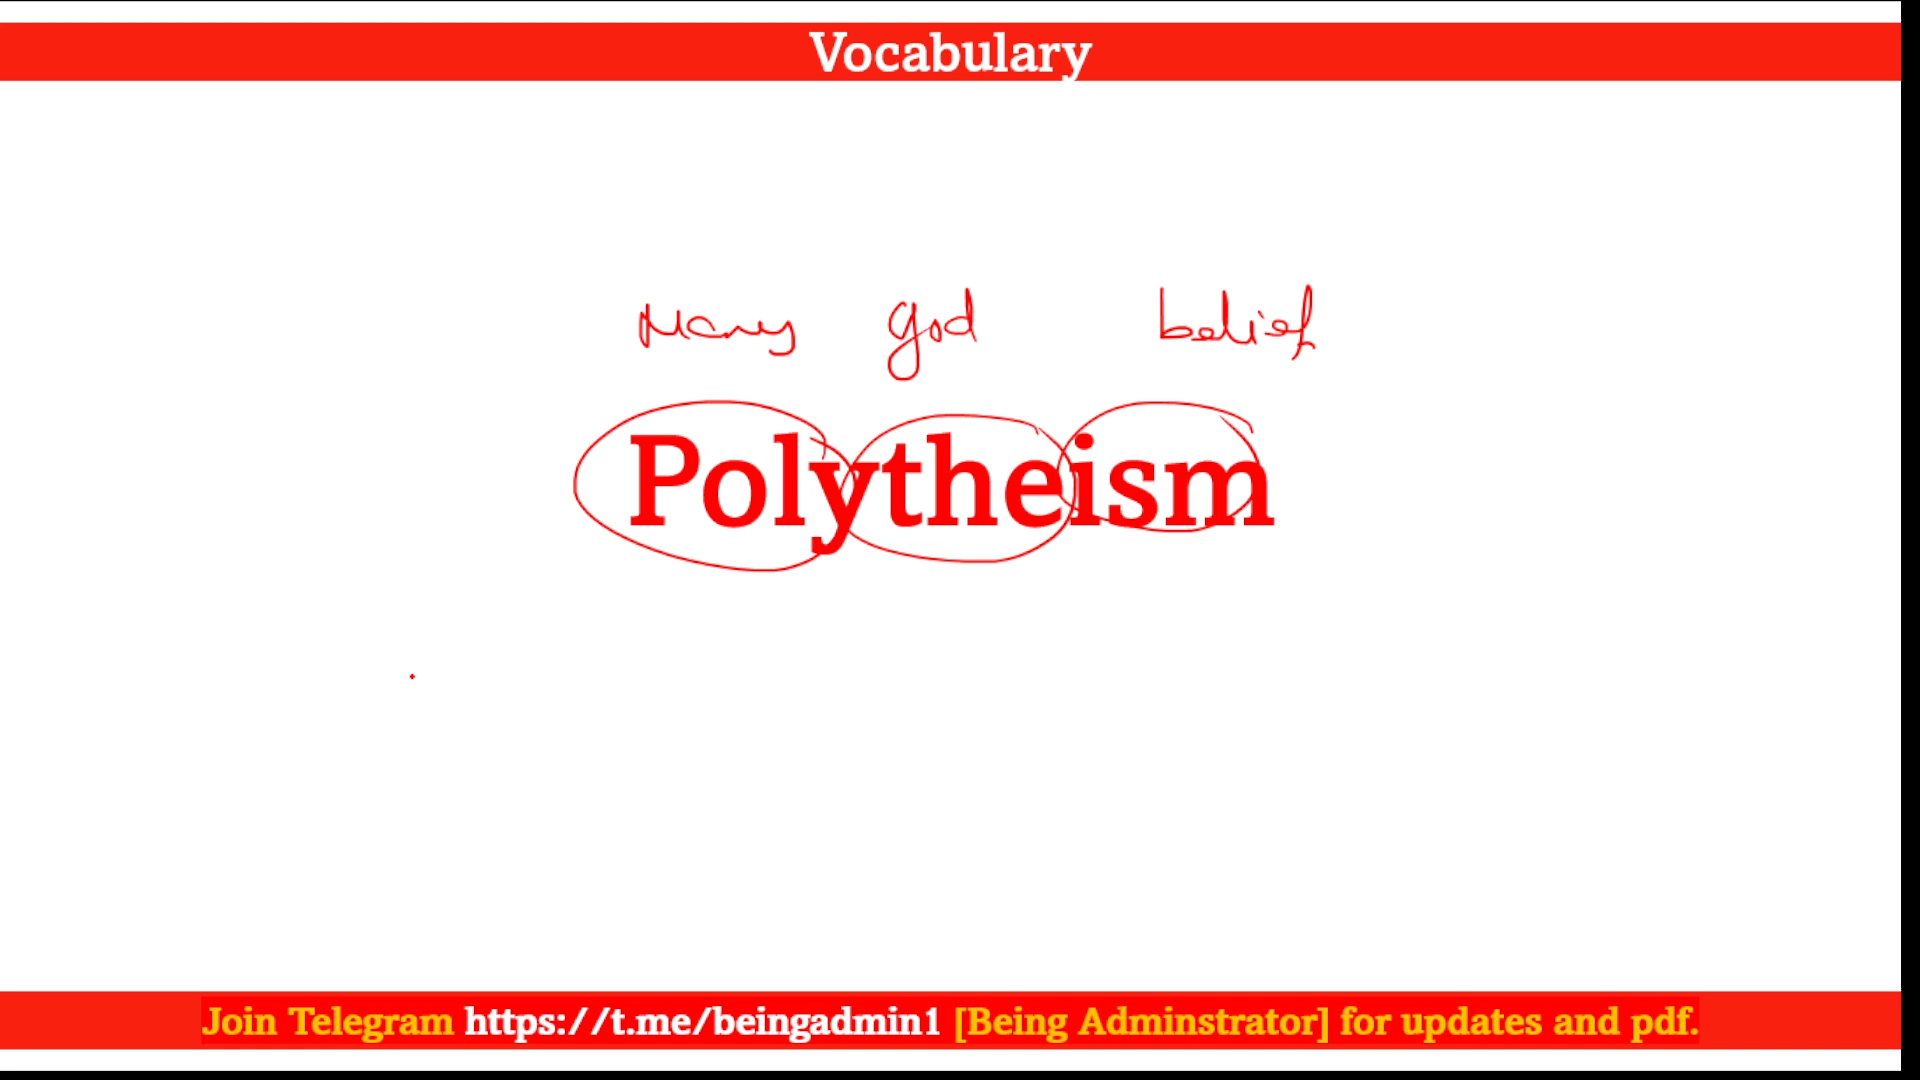 Vocabulary
Many god belief
Polytheism
Join Telegram https://t.me/beingadmin1 [Being Adminstrator] for updates and pdf.